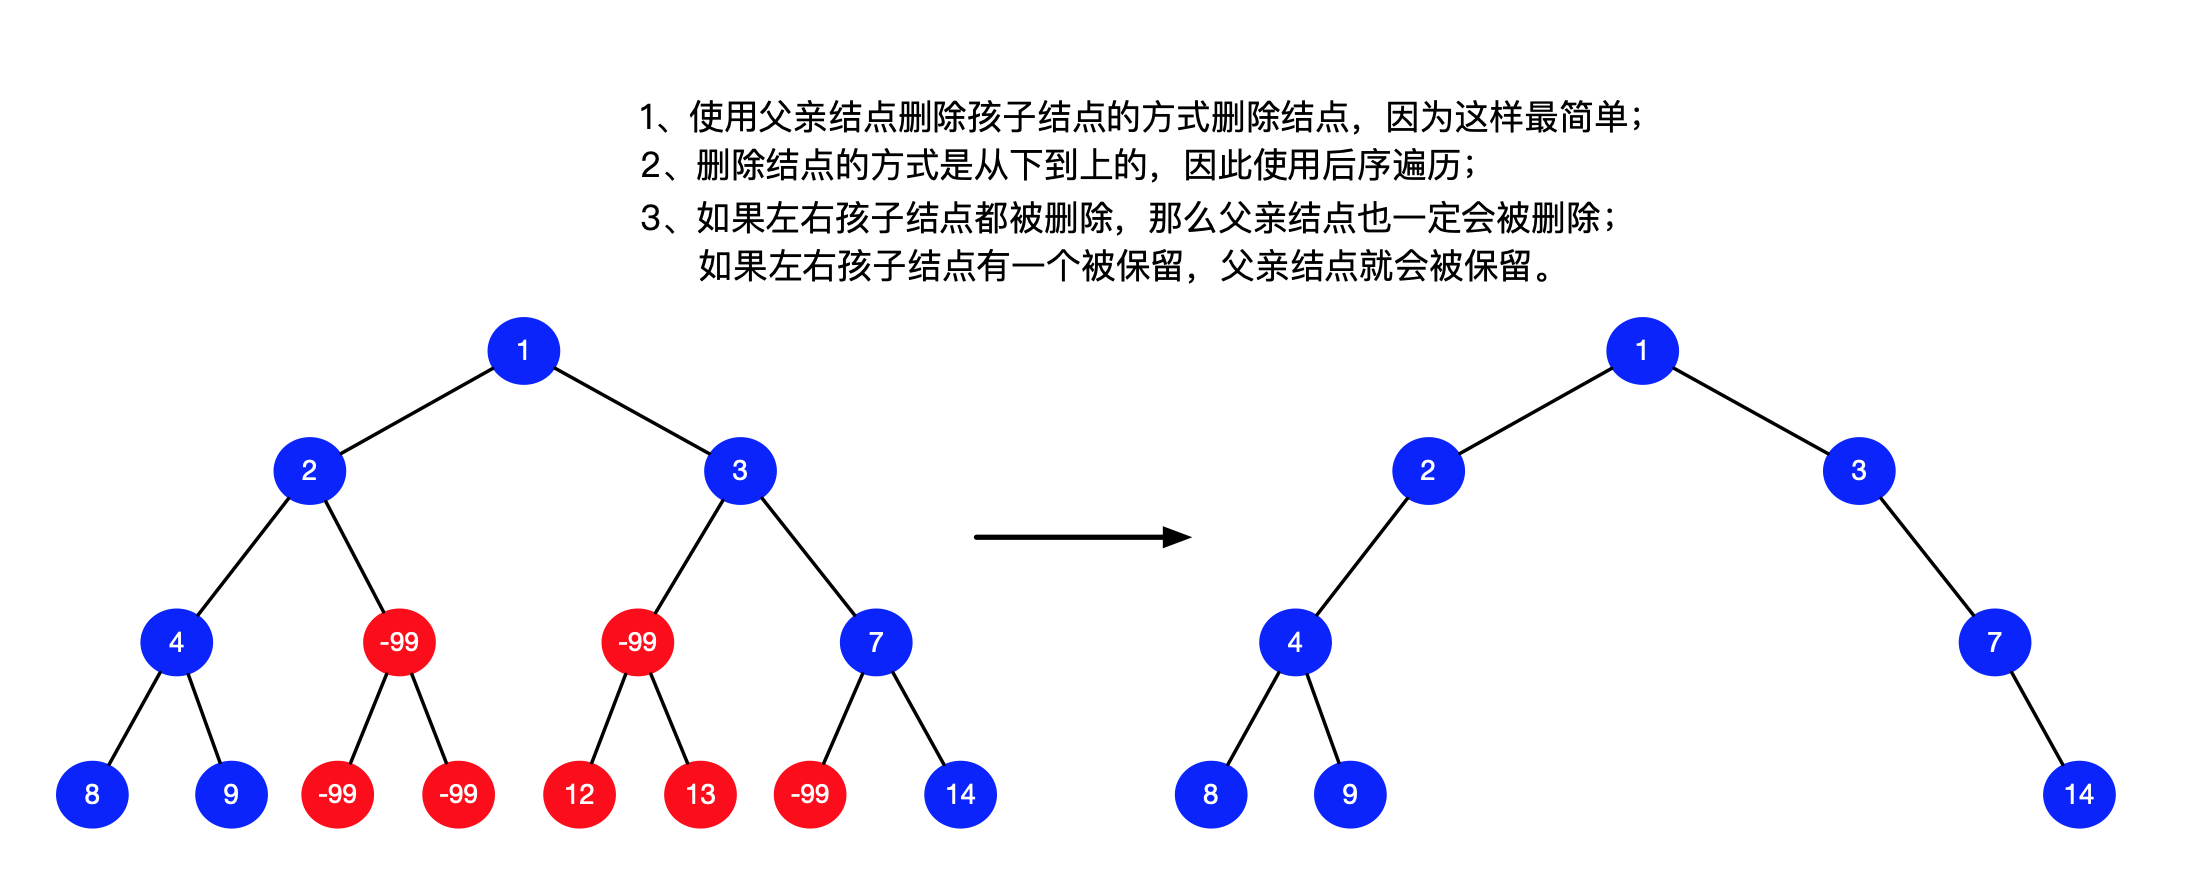 1、使用父亲结点删除孩子结点的方式删除结点，因为这样最简单；
2、删除结点的方式是从下到上的，因此使用后序遍历；
3、如果左右孩子结点都被删除，那么父亲结点也一定会被删除；
如果左右孩子结点有一个被保留，父亲结点就会被保留。
1 1
2 3 2 3
4 -99 -99 7 4 7
8 9 -99 -99 12 13 -99 14 8 9 14